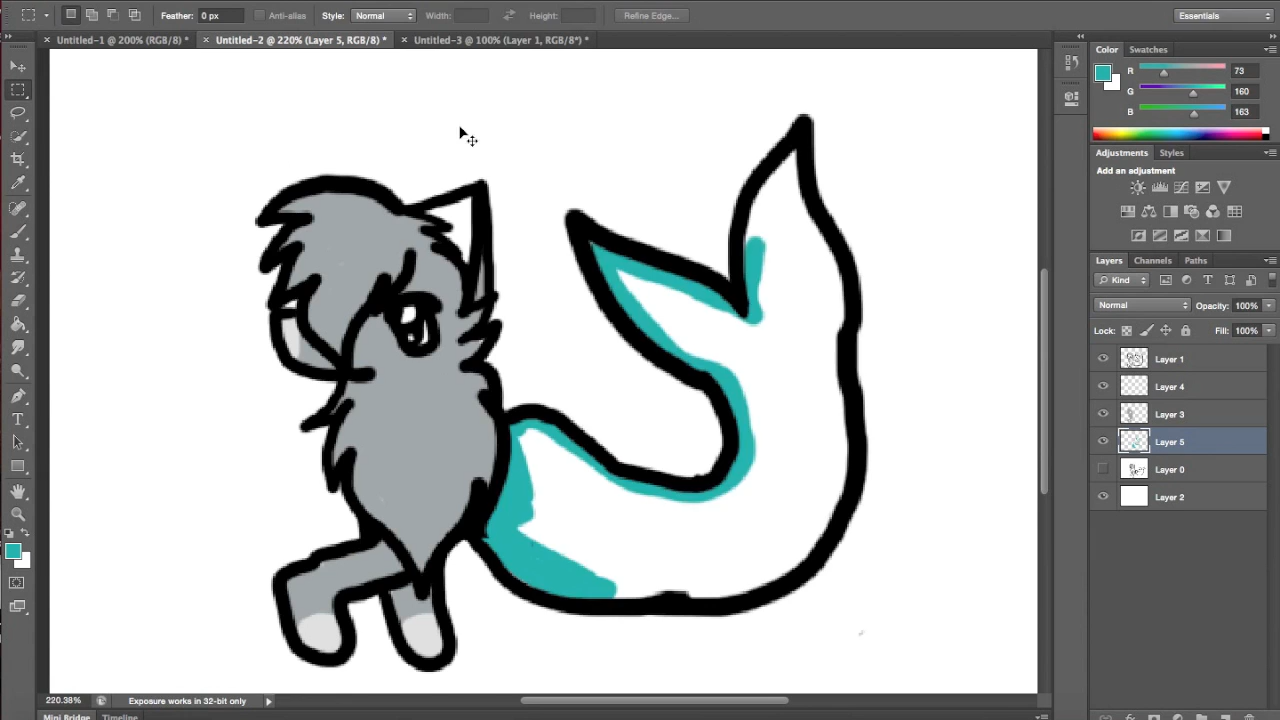 Feather: 0 px Anti-alias Style: Normal Width: Height: Refine Edge... Essentials
Untitled-1 @ 200% (RGB/8) * Untitled-2 @ 220% (Layer 5, RGB/8) * Untitled-3 @ 100% (Layer 1, RGB/8*) *
Color Swatches
R 73
G 160
B 163
Adjustments Styles
Add an adjustment
Layers Channels Paths
Kind
Normal Opacity: 100%
Lock: Fill: 100%
Layer 1
Layer 4
Layer 3
Layer 5
Layer 0
Layer 2
220.38% Exposure works in 32-bit only
Mini Bridge Timeline